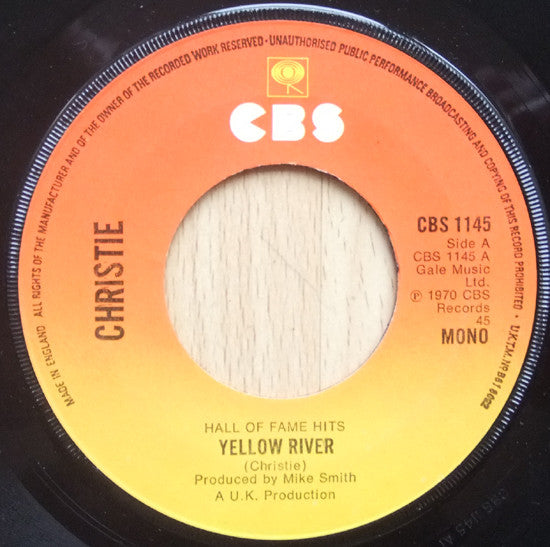 MADE IN ENGLAND. ALL RIGHTS OF THE MANUFACTURER AND OF THE OWNER OF THE RECORDED WORK RESERVED · UNAUTHORISED PUBLIC PERFORMANCE BROADCASTING AND COPYING OF THIS RECORD PROHIBITED · U.K.T.M. Nº B
CBS
CHRISTIE
CBS 1145
Side A
CBS 1145 A
Gale Music
Ltd.
℗ 1970 CBS
Records
45
MONO
HALL OF FAME HITS
YELLOW RIVER
(Christie)
Produced by Mike Smith
A U.K. Production